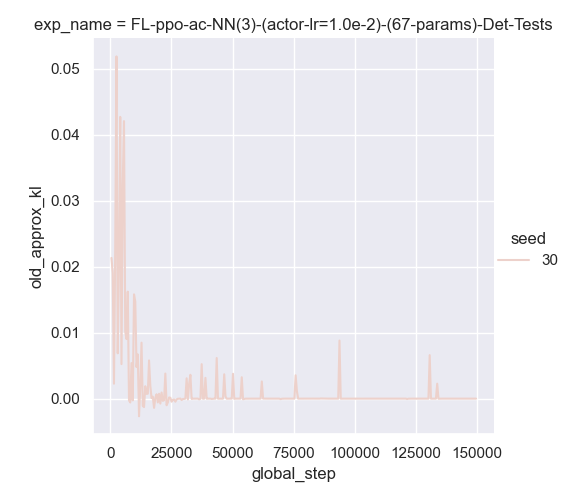 exp_name = FL-ppo-ac-NN(3)-(actor-lr=1.0e-2)-(67-params)-Det-Tests
0.05
0.04
0.03
0.02
0.01
0.00
old_approx_kl
seed
30
0 25000 50000 75000 100000 125000 150000
global_step